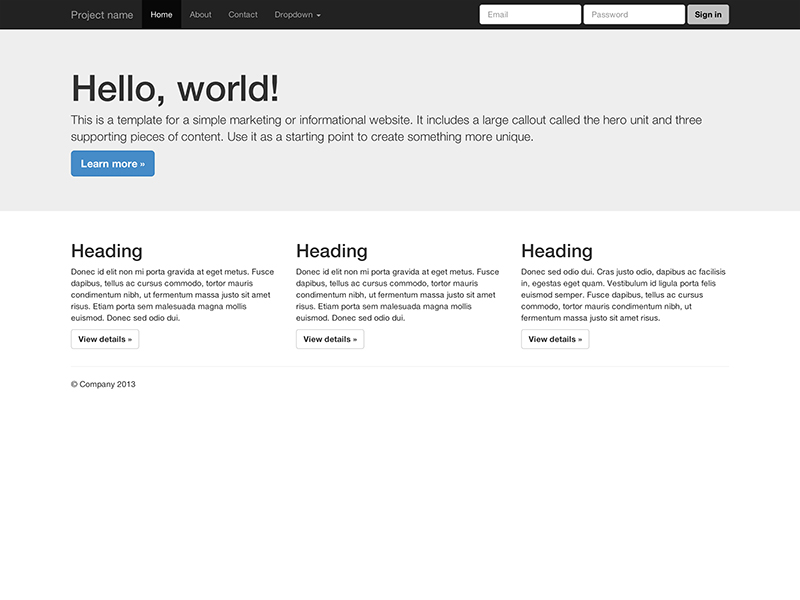 Project name Home About Contact Dropdown Email Password Sign in
Hello, world!
This is a template for a simple marketing or informational website. It includes a large callout called the hero unit and three
supporting pieces of content. Use it as a starting point to create something more unique.
Learn more »
Heading
Donec id elit non mi porta gravida at eget metus. Fusce
dapibus, tellus ac cursus commodo, tortor mauris
condimentum nibh, ut fermentum massa justo sit amet
risus. Etiam porta sem malesuada magna mollis
euismod. Donec sed odio dui.
View details »
Heading
Donec id elit non mi porta gravida at eget metus. Fusce
dapibus, tellus ac cursus commodo, tortor mauris
condimentum nibh, ut fermentum massa justo sit amet
risus. Etiam porta sem malesuada magna mollis
euismod. Donec sed odio dui.
View details »
Heading
Donec sed odio dui. Cras justo odio, dapibus ac facilisis
in, egestas eget quam. Vestibulum id ligula porta felis
euismod semper. Fusce dapibus, tellus ac cursus
commodo, tortor mauris condimentum nibh, ut
fermentum massa justo sit amet risus.
View details »
© Company 2013